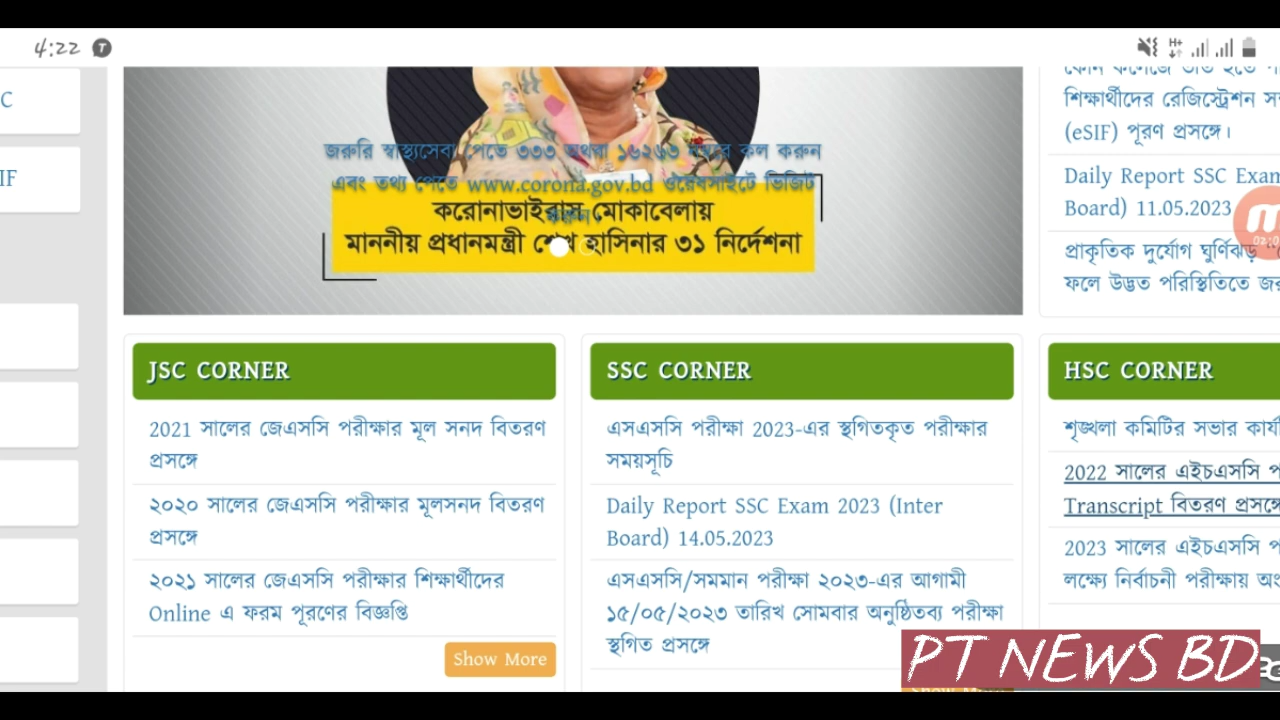 4:22
C
IF
জরুরি স্বাস্থ্যসেবা পেতে ৩৩৩ অথবা ১৬২৬৩ নম্বরে কল করুন
এবং তথ্য পেতে www.corona.gov.bd ওয়েবসাইটে ভিজিট
করুন।
করোনাভাইরাস মোকাবেলায়
মাননীয় প্রধানমন্ত্রী শেখ হাসিনার ৩১ নির্দেশনা
শিক্ষার্থীদের রেজিস্ট্রেশন
(eSIF) পূরণ প্রসঙ্গে।
Daily Report SSC Exam
Board) 11.05.2023
প্রাকৃতিক দুর্যোগ ঘুর্ণিঝড়
ফলে উদ্ভত পরিস্থিতিতে
JSC CORNER
2021 সালের জেএসসি পরীক্ষার মূল সনদ বিতরণ
প্রসঙ্গে
২০২০ সালের জেএসসি পরীক্ষার মূলসনদ বিতরণ
প্রসঙ্গে
২০২১ সালের জেএসসি পরীক্ষার শিক্ষার্থীদের
Online এ ফরম পূরণের বিজ্ঞপ্তি
Show More
SSC CORNER
এসএসসি পরীক্ষা 2023-এর স্থগিতকৃত পরীক্ষার
সময়সূচি
Daily Report SSC Exam 2023 (Inter
Board) 14.05.2023
এসএসসি/সমমান পরীক্ষা ২০২৩-এর আগামী
১৫/০৫/২০২৩ তারিখ সোমবার অনুষ্ঠিতব্য পরীক্ষা
স্থগিত প্রসঙ্গে
HSC CORNER
শৃঙ্খলা কমিটির সভার
2022 সালের এইচএসসি
Transcript বিতরণ প্রসঙ্গে
2023 সালের এইচএসসি
লক্ষ্যে নির্বাচনী পরীক্ষায়
PT NEWS BD